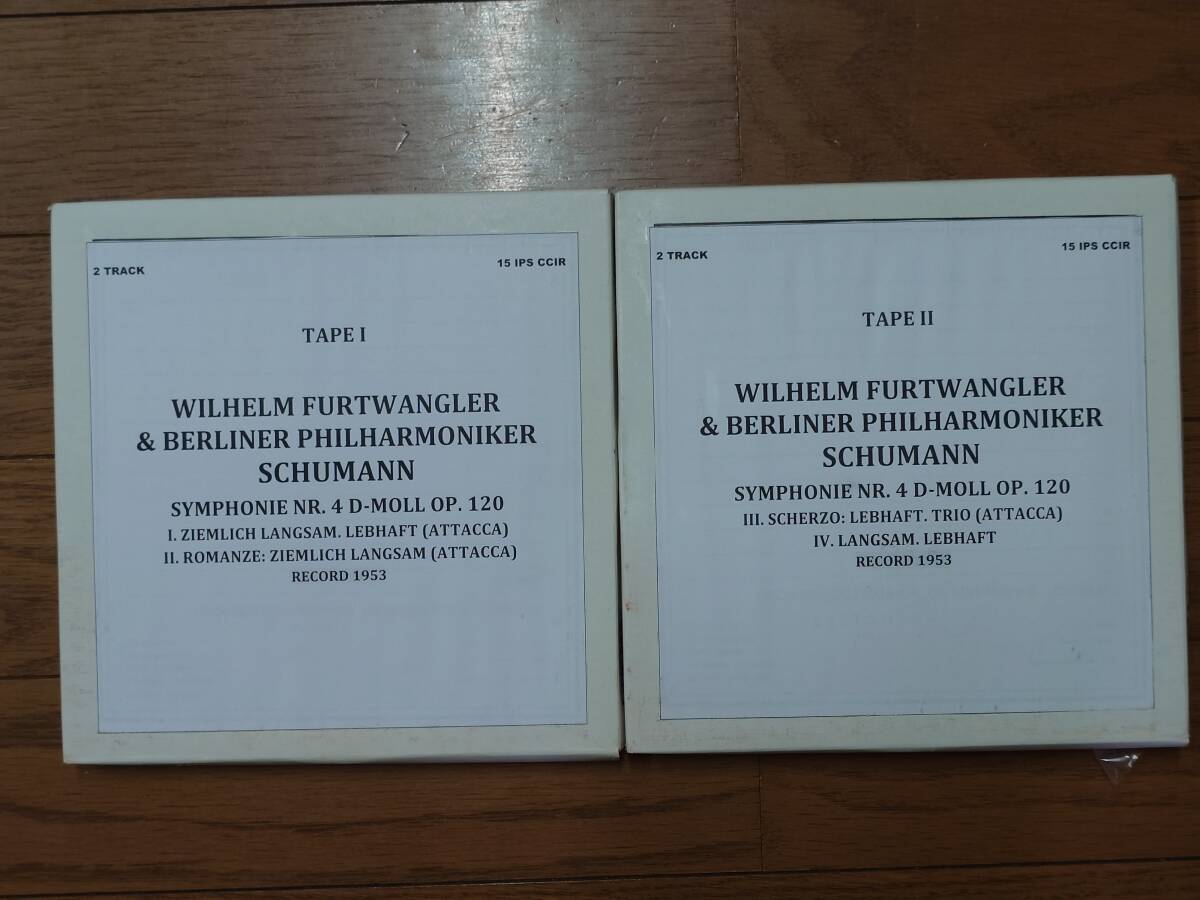 2 TRACK
15 IPS CCIR
TAPE I
WILHELM FURTWANGLER
& BERLINER PHILHARMONIKER
SCHUMANN
SYMPHONIE NR. 4 D-MOLL OP. 120
I. ZIEMLICH LANGSAM. LEBHAFT (ATTACCA)
II. ROMANZE: ZIEMLICH LANGSAM (ATTACCA)
RECORD 1953
2 TRACK
15 IPS CCIR
TAPE II
WILHELM FURTWANGLER
& BERLINER PHILHARMONIKER
SCHUMANN
SYMPHONIE NR. 4 D-MOLL OP. 120
III. SCHERZO: LEBHAFT. TRIO (ATTACCA)
IV. LANGSAM. LEBHAFT
RECORD 1953